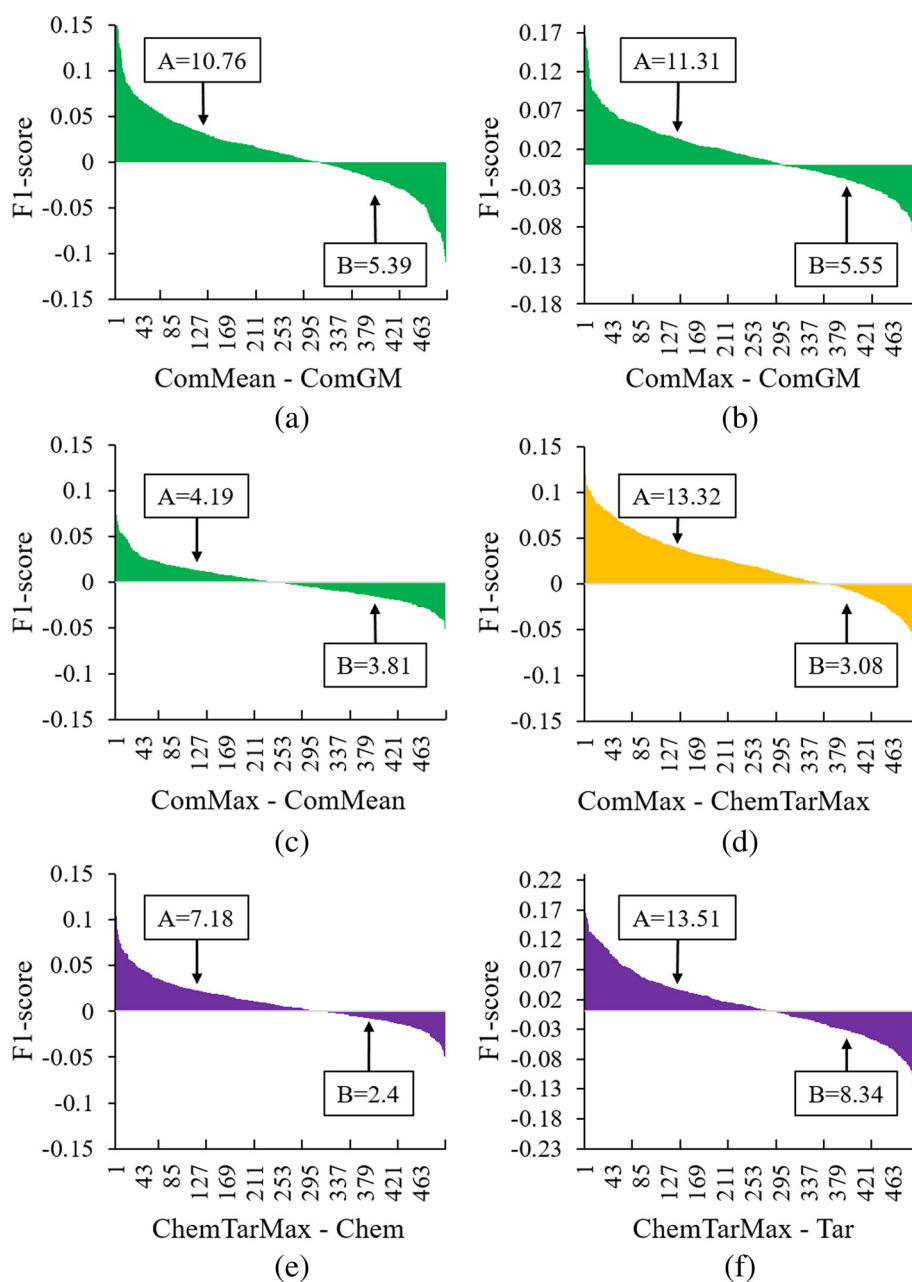 0.15
0.1
0.05
0
-0.05
-0.1
-0.15
F1-score
A=10.76
B=5.39
1 43 85 127 169 211 253 295 337 379 421 463
ComMean - ComGM
(a)
0.17
0.12
0.07
0.02
-0.03
-0.08
-0.13
-0.18
F1-score
A=11.31
B=5.55
1 43 85 127 169 211 253 295 337 379 421 463
ComMax - ComGM
(b)
0.15
0.1
0.05
0
-0.05
-0.1
-0.15
F1-score
A=4.19
B=3.81
1 43 85 127 169 211 253 295 337 379 421 463
ComMax - ComMean
(c)
0.15
0.1
0.05
0
-0.05
-0.1
-0.15
F1-score
A=13.32
B=3.08
1 43 85 127 169 211 253 295 337 379 421 463
ComMax - ChemTarMax
(d)
0.15
0.1
0.05
0
-0.05
-0.1
-0.15
F1-score
A=7.18
B=2.4
1 43 85 127 169 211 253 295 337 379 421 463
ChemTarMax - Chem
(e)
0.22
0.17
0.12
0.07
0.02
-0.03
-0.08
-0.13
-0.18
-0.23
F1-score
A=13.51
B=8.34
1 43 85 127 169 211 253 295 337 379 421 463
ChemTarMax - Tar
(f)